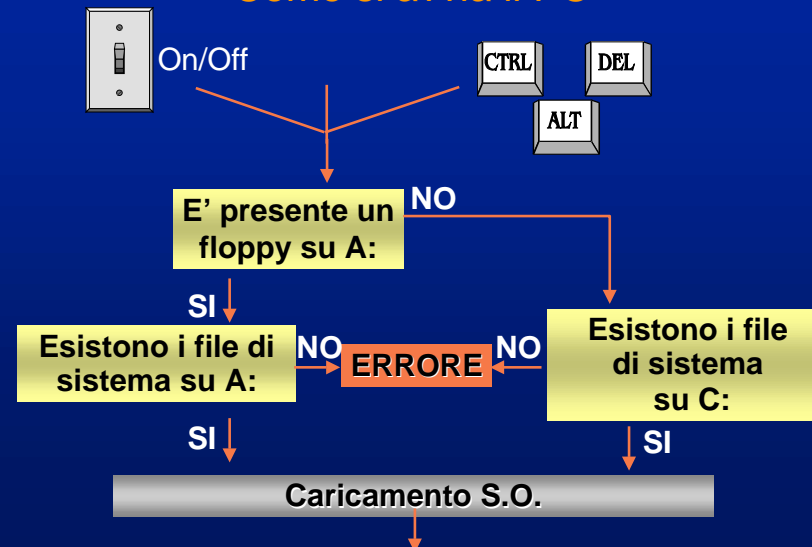 On/Off
CTRL
DEL
ALT
E' presente un
floppy su A:
NO
SI
Esistono i file di
sistema su A:
NO
ERRORE
NO
Esistono i file
di sistema
su C:
SI
SI
Caricamento S.O.